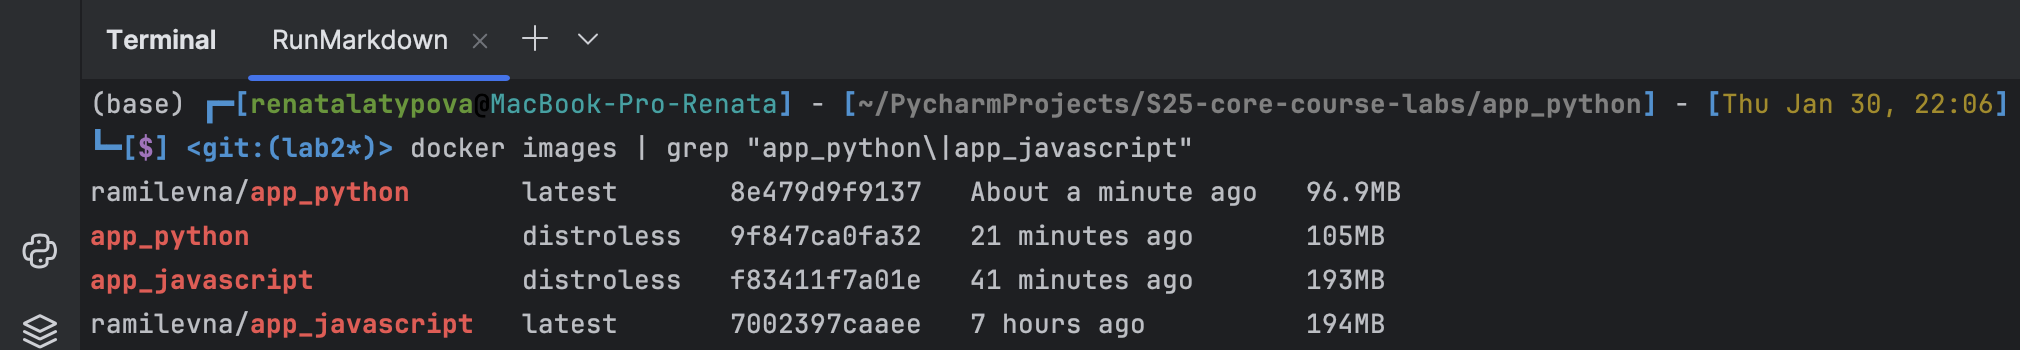 Terminal RunMarkdown
(base) ┌─[renatalatypova@MacBook-Pro-Renata] - [~/PycharmProjects/S25-core-course-labs/app_python] - [Thu Jan 30, 22:06]
└─[$] <git:(lab2*)> docker images | grep "app_python\|app_javascript"
ramilevna/app_python latest 8e479d9f9137 About a minute ago 96.9MB
app_python distroless 9f847ca0fa32 21 minutes ago 105MB
app_javascript distroless f83411f7a01e 41 minutes ago 193MB
ramilevna/app_javascript latest 7002397caaee 7 hours ago 194MB